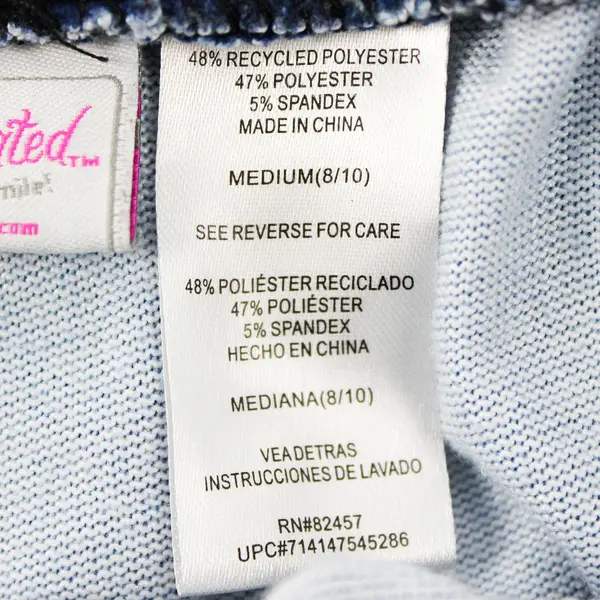 48% RECYCLED POLYESTER
47% POLYESTER
5% SPANDEX
MADE IN CHINA
MEDIUM(8/10)
SEE REVERSE FOR CARE
48% POLIÉSTER RECICLADO
47% POLIÉSTER
5% SPANDEX
HECHO EN CHINA
MEDIANA(8/10)
VEA DETRAS
INSTRUCCIONES DE LAVADO
RN#82457
UPC#714147545286